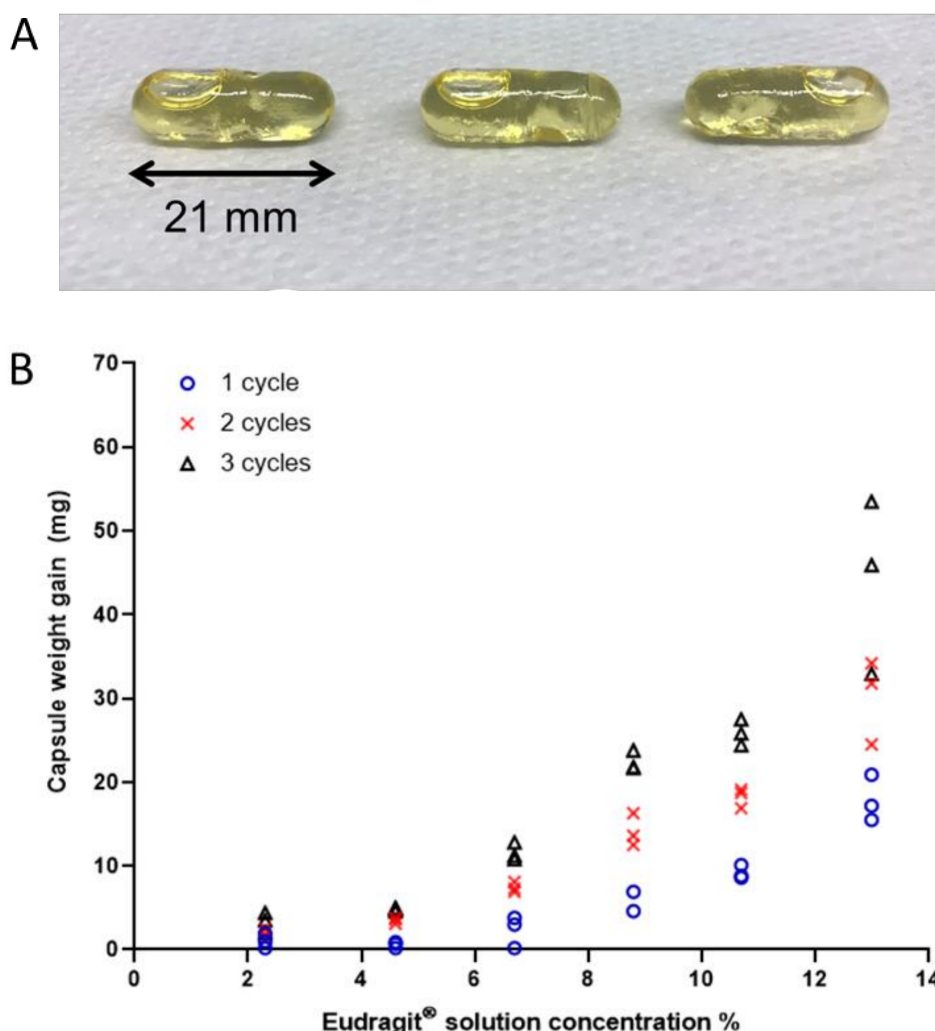 A
21 mm
B
70
1 cycle
2 cycles
60
3 cycles
50
40
30
20
10
0
Capsule weight gain (mg)
0 2 4 6 8 10 12 14
Eudragit® solution concentration %